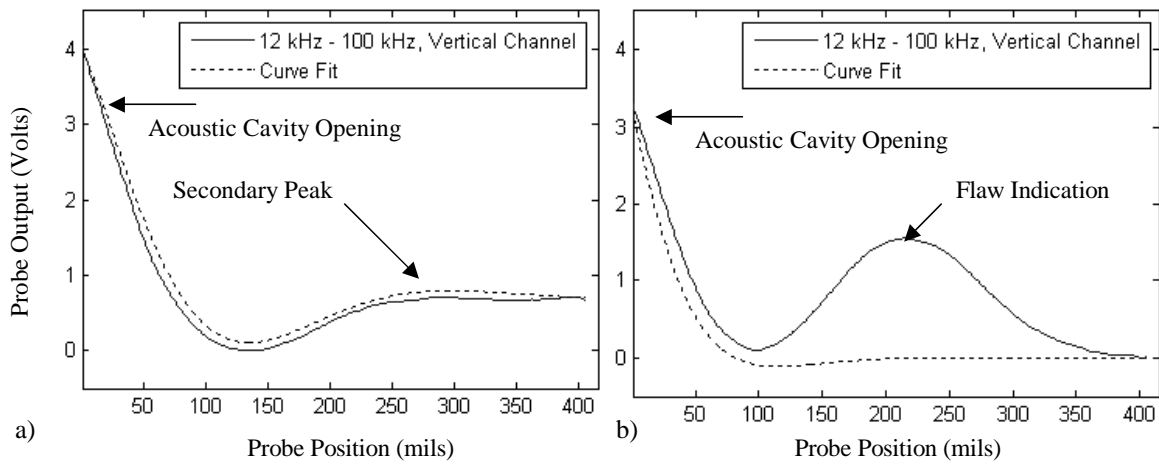 12 kHz - 100 kHz, Vertical Channel
Curve Fit
Acoustic Cavity Opening
Secondary Peak
Probe Output (Volts)
4
3
2
1
0
50 100 150 200 250 300 350 400
Probe Position (mils)
a)
12 kHz - 100 kHz, Vertical Channel
Curve Fit
Acoustic Cavity Opening
Flaw Indication
4
3
2
1
0
50 100 150 200 250 300 350 400
Probe Position (mils)
b)